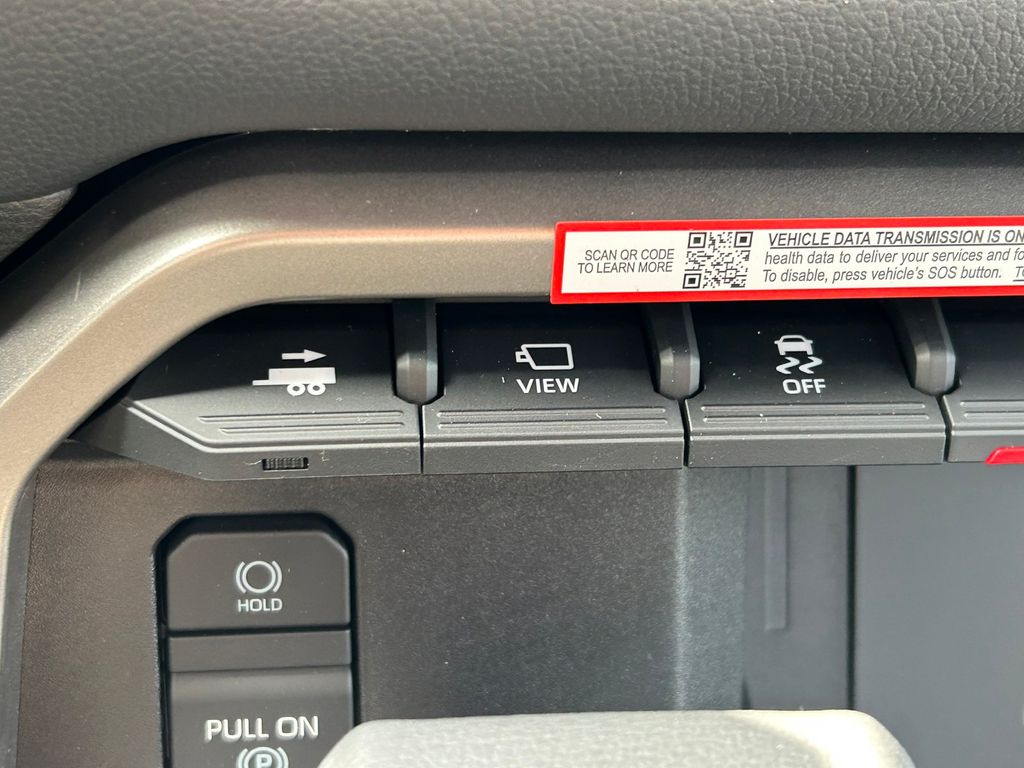 SCAN QR CODE
TO LEARN MORE
VEHICLE DATA TRANSMISSION IS ON
health data to deliver your services and fo
To disable, press vehicle's SOS button.
VIEW
OFF
HOLD
PULL ON
P